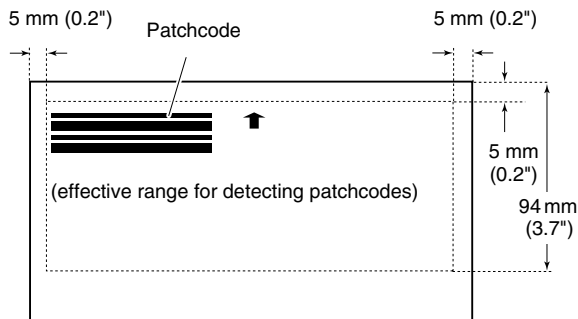 5 mm (0.2")
Patchcode
5 mm (0.2")
5 mm
(0.2")
94 mm
(3.7")
(effective range for detecting patchcodes)